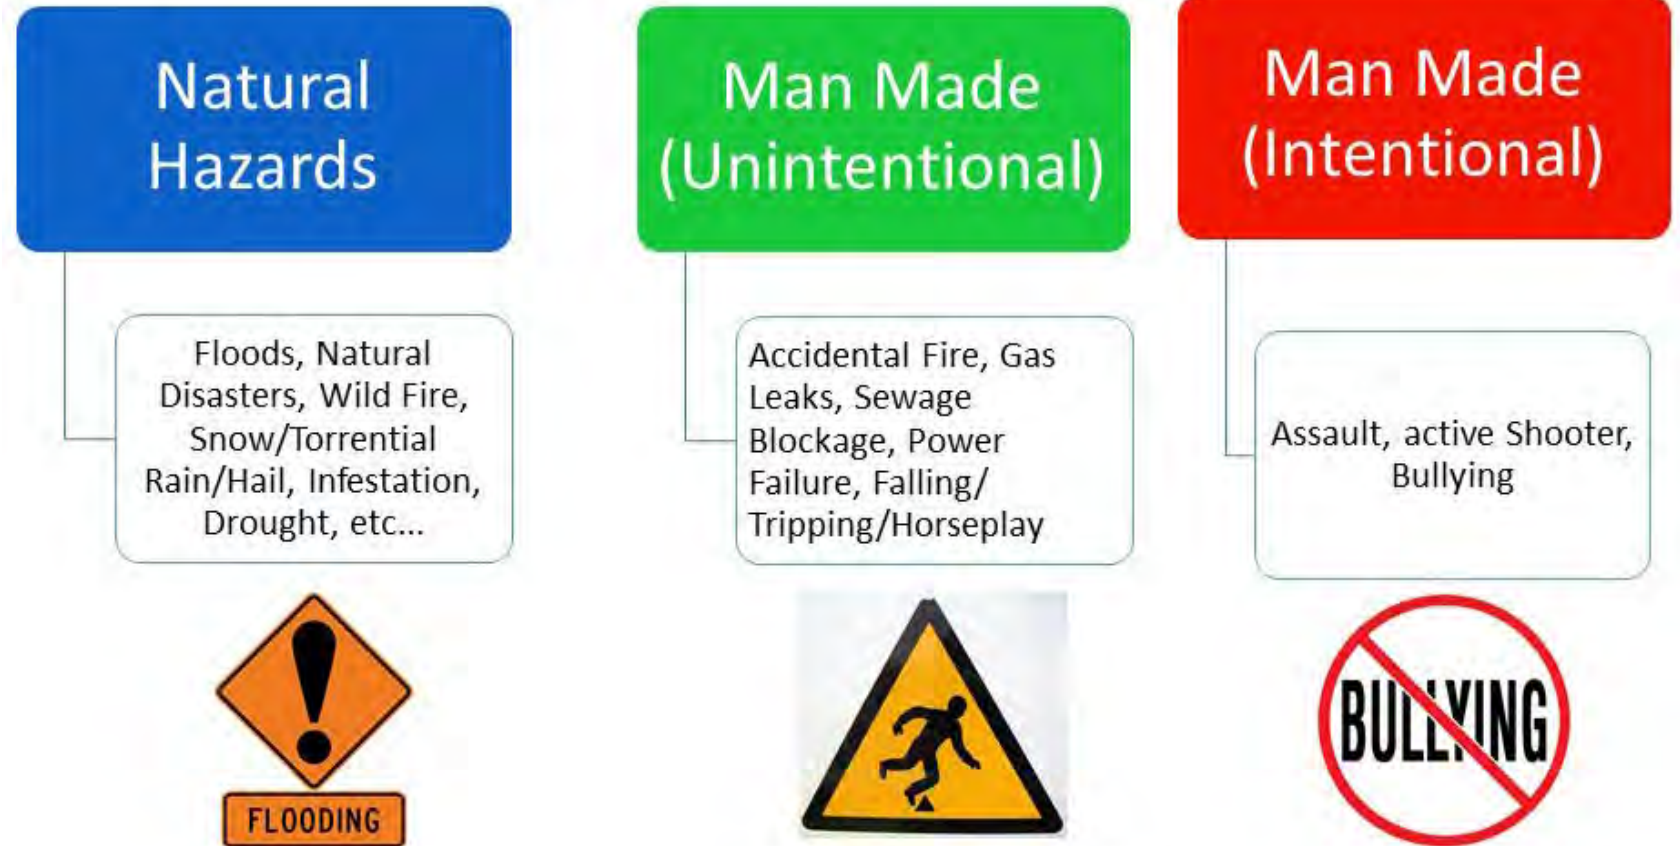 Natural
Hazards
Floods, Natural
Disasters, Wild Fire,
Snow/Torrential
Rain/Hail, Infestation,
Drought, etc...
FLOODING
Man Made
(Unintentional)
Accidental Fire, Gas
Leaks, Sewage
Blockage, Power
Failure, Falling/
Tripping/Horseplay
Man Made
(Intentional)
Assault, active Shooter,
Bullying
BULLYING